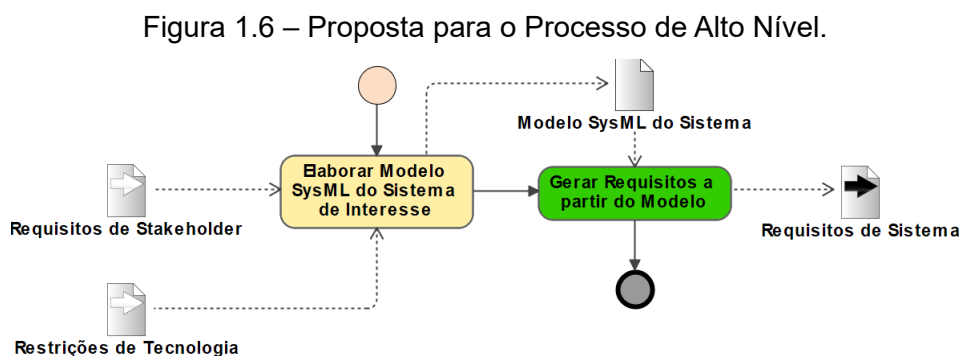 Figura 1.6 – Proposta para o Processo de Alto Nível.
Modelo SysML do Sistema
Elaborar Modelo
SysML do Sistema
de Interesse
Gerar Requisitos a
partir do Modelo
Requisitos de Stakeholder
Requisitos de Sistema
Restrições de Tecnologia